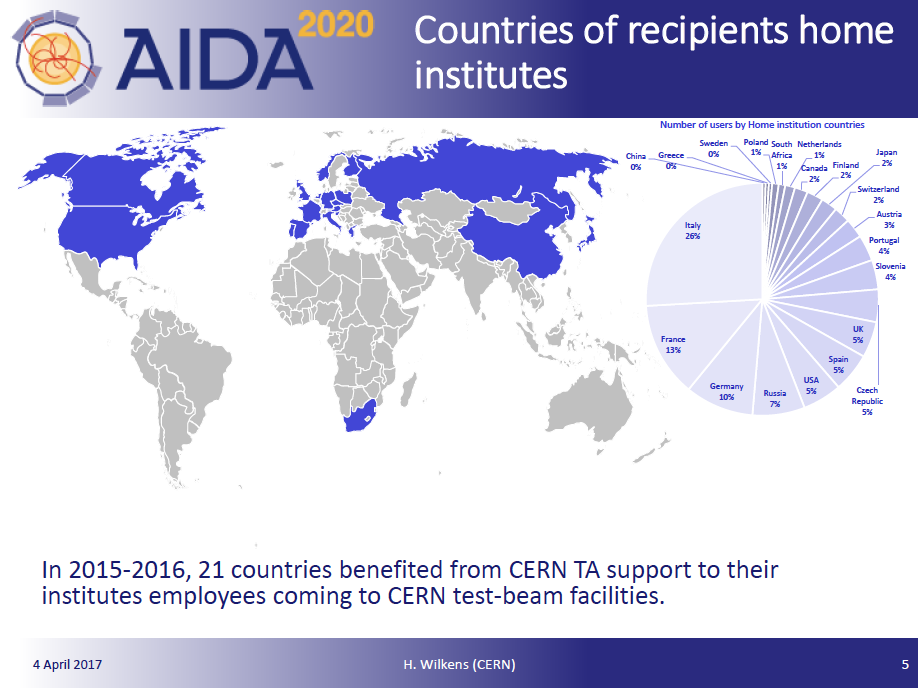 AIDA2020
Countries of recipients home
institutes
Number of users by Home institution countries
China
0%
Greece
0%
Sweden
0%
Poland
1%
South
Africa
1%
Netherlands
1%
Canada
2%
Finland
2%
Japan
2%
Switzerland
2%
Austria
3%
Portugal
4%
Slovenia
4%
Czech
Republic
5%
UK
5%
Spain
5%
USA
5%
Russia
7%
Germany
10%
France
13%
Italy
26%
In 2015-2016, 21 countries benefited from CERN TA support to their
institutes employees coming to CERN test-beam facilities.
4 April 2017
H. Wilkens (CERN)
5